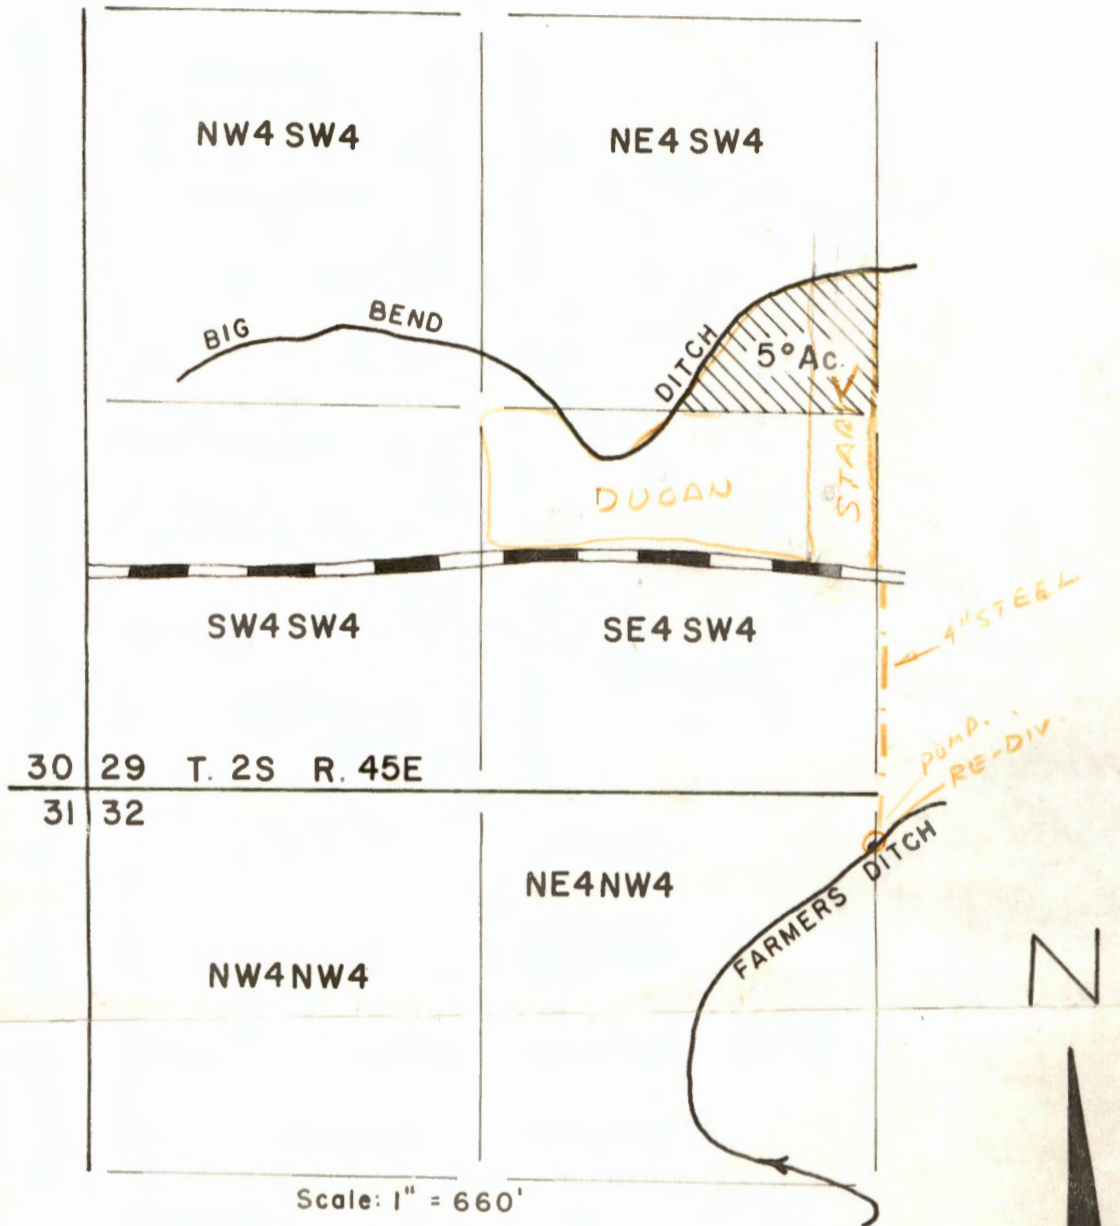 NW4 SW4
NE4 SW4
BIG BEND DITCH
5° Ac.
DUGAN
STARK
SW4 SW4
SE4 SW4
4" STEEL
PUMP.
RE-DIV.
30 29 T. 2S R. 45E
31 32
NE4NW4
FARMERS DITCH
NW4NW4
N
Scale: 1" = 660'